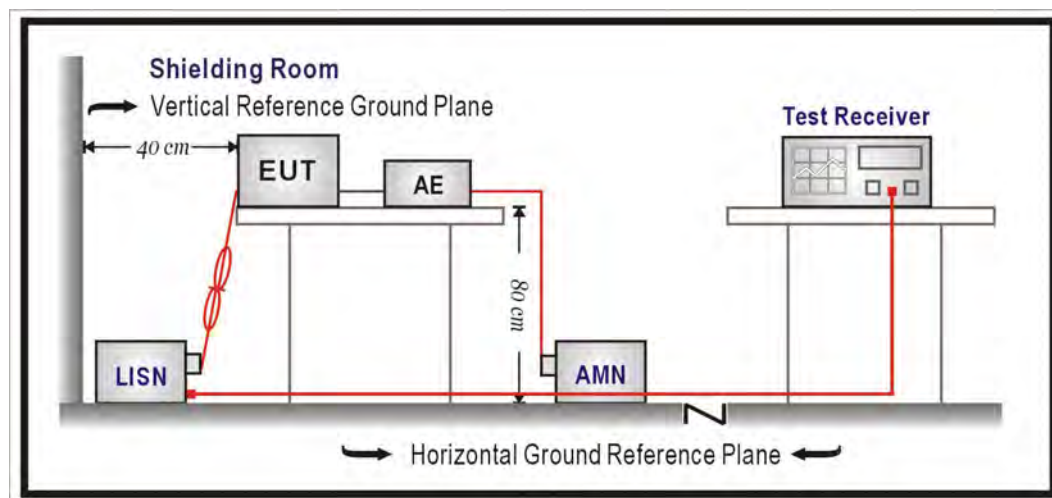 Shielding Room
Vertical Reference Ground Plane
Test Receiver
40 cm
EUT
AE
80 cm
LISN
AMN
Horizontal Ground Reference Plane